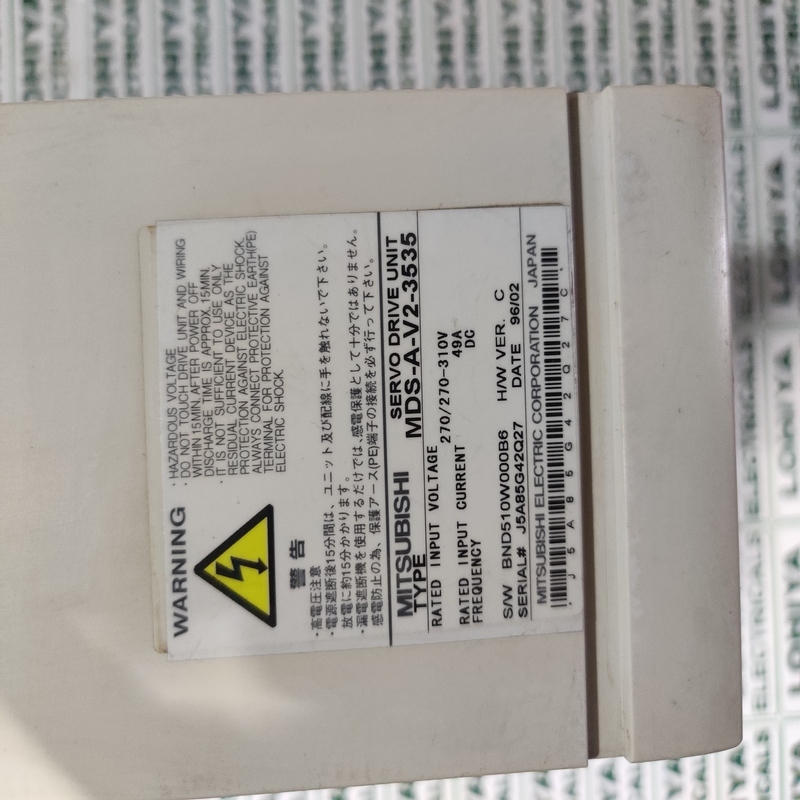 WARNING
・HAZARDOUS VOLTAGE
・DO NOT TOUCH DRIVE UNIT AND WIRING
WITHIN 15MIN, AFTER POWER OFF
DISCHARGE TIME IS APPROX. 15MIN.
・IT IS NOT SUFFICIENT TO USE ONLY
RESIDUAL CURRENT DEVICE AS THE
PROTECTION AGAINST ELECTRIC SHOCK.
ALWAYS CONNECT PROTECTIVE EARTH(PE)
TERMINAL FOR PROTECTION AGAINST
ELECTRIC SHOCK.
警告
・高電圧注意
・電源遮断後15分間は、ユニット及び配線に手を触れないで下さい。
放電に約15分かかります。
・漏電遮断機を使用するだけでは、感電保護として十分ではありません。
感電防止の為、保護アース(PE)端子の接続を必ず行って下さい。
MITSUBISHI SERVO DRIVE UNIT
TYPE MDS-A-V2-3535
RATED INPUT VOLTAGE
270/270-310V
RATED INPUT CURRENT 49A
FREQUENCY DC
S/W BND510W000B6 H/W VER. C
SERIAL# J5A85G42Q27 DATE 96/02
MITSUBISHI ELECTRIC CORPORATION JAPAN
J5A85G42Q27C
LOHIYA
ELECTRICALS